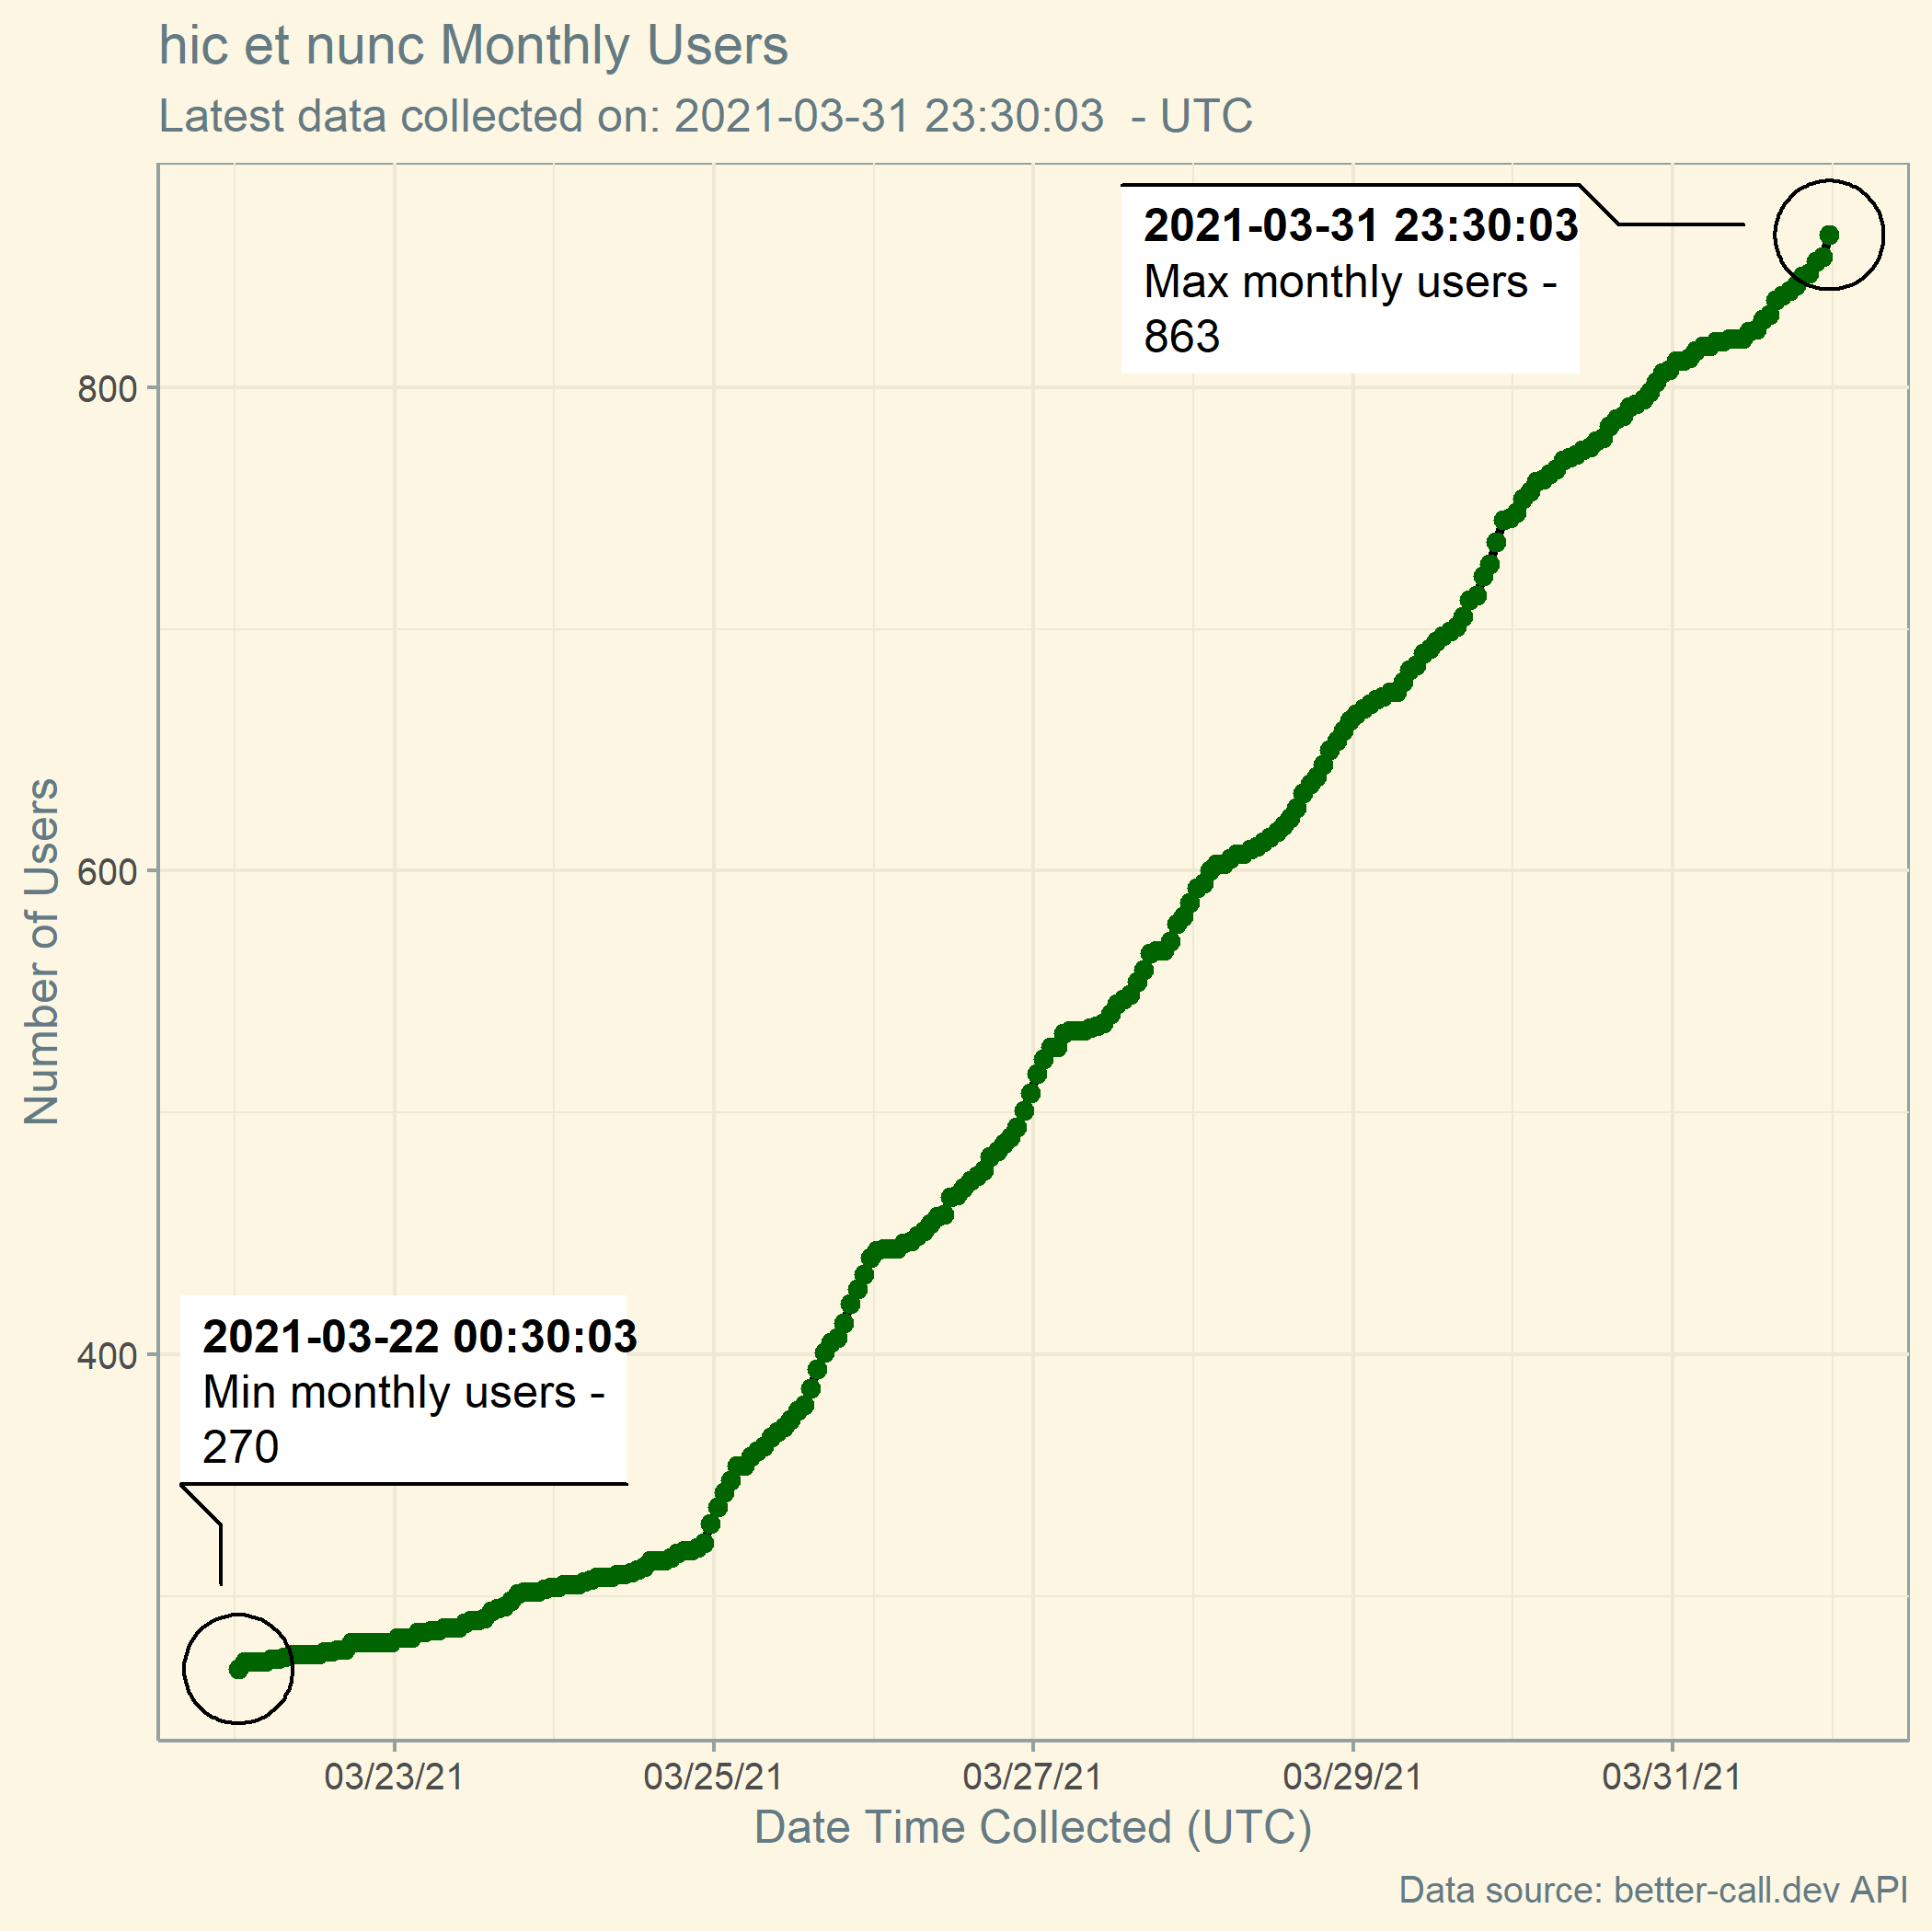 hic et nunc Monthly Users
Latest data collected on: 2021-03-31 23:30:03  - UTC
2021-03-31 23:30:03
Max monthly users -
863
800
600
400
Number of Users
2021-03-22 00:30:03
Min monthly users -
270
03/23/21
03/25/21
03/27/21
03/29/21
03/31/21
Date Time Collected (UTC)
Data source: better-call.dev API